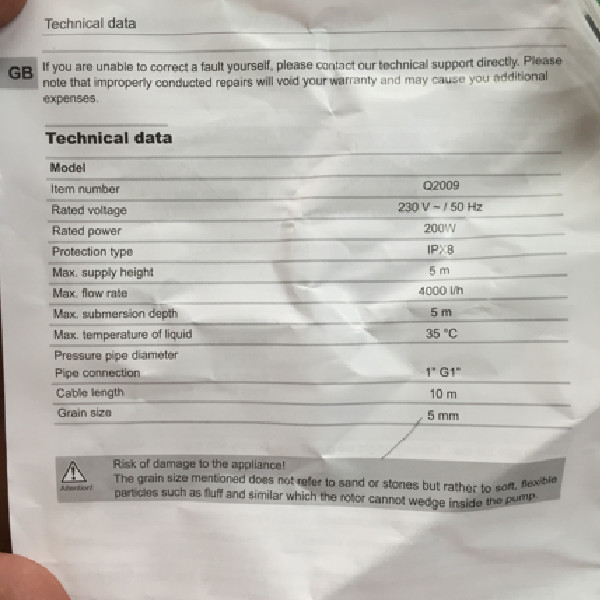 Technical data
GB
If you are unable to correct a fault yourself, please contact our technical support directly. Please
note that improperly conducted repairs will void your warranty and may cause you additional
expenses.
Technical data
Model
Item number Q2009
Rated voltage 230 V ~ / 50 Hz
Rated power 200W
Protection type IPX8
Max. supply height 5 m
Max. flow rate 4000 l/h
Max. submersion depth 5 m
Max. temperature of liquid 35 °C
Pressure pipe diameter
Pipe connection 1" G1"
Cable length 10 m
Grain size 5 mm
Attention!
Risk of damage to the appliance!
The grain size mentioned does not refer to sand or stones but rather to soft, flexible
particles such as fluff and similar which the rotor cannot wedge inside the pump.